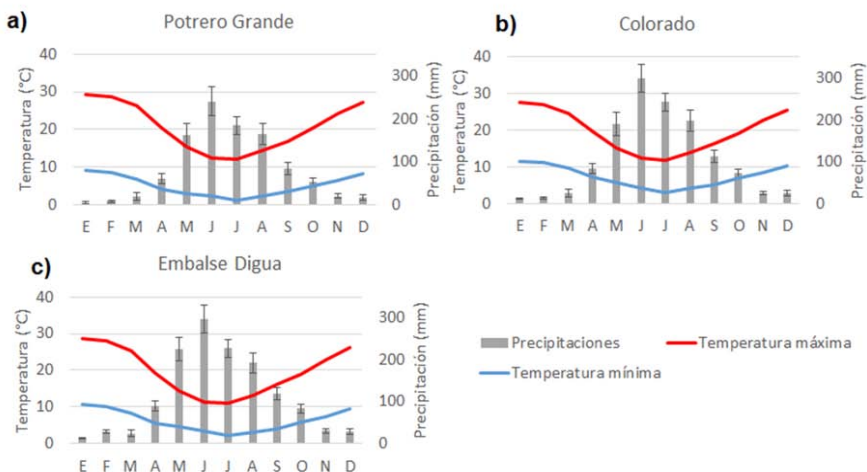 a)
Potrero Grande
Temperatura (°C)
40
30
20
10
0
Precipitación (mm)
300
200
100
0
E F M A M J J A S O N D
b)
Colorado
Temperatura (°C)
40
30
20
10
0
Precipitación (mm)
300
200
100
0
E F M A M J J A S O N D
c)
Embalse Digua
Temperatura (°C)
40
30
20
10
0
Precipitación (mm)
300
200
100
0
E F M A M J J A S O N D
Precipitaciones Temperatura máxima
Temperatura mínima